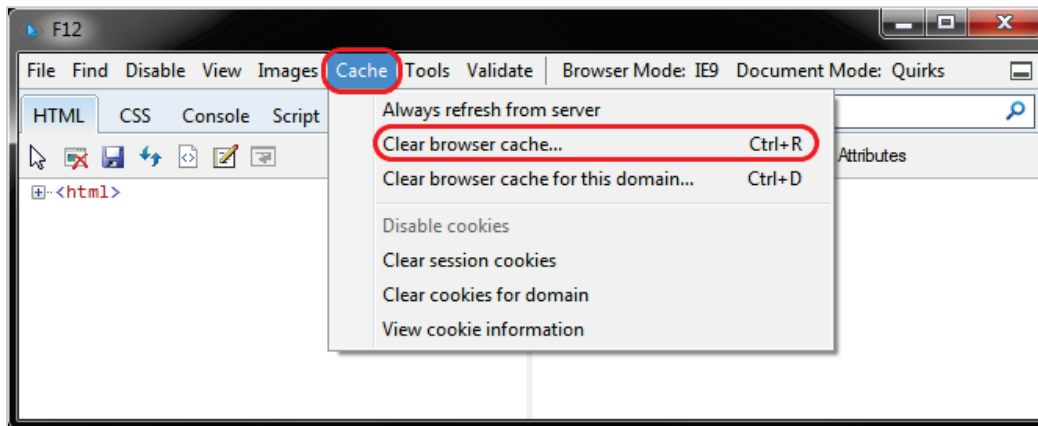 F12
File Find Disable View Images Cache Tools Validate Browser Mode: IE9 Document Mode: Quirks
HTML CSS Console Script
Always refresh from server
Clear browser cache... Ctrl+R
Attributes
Clear browser cache for this domain... Ctrl+D
<html>
Disable cookies
Clear session cookies
Clear cookies for domain
View cookie information